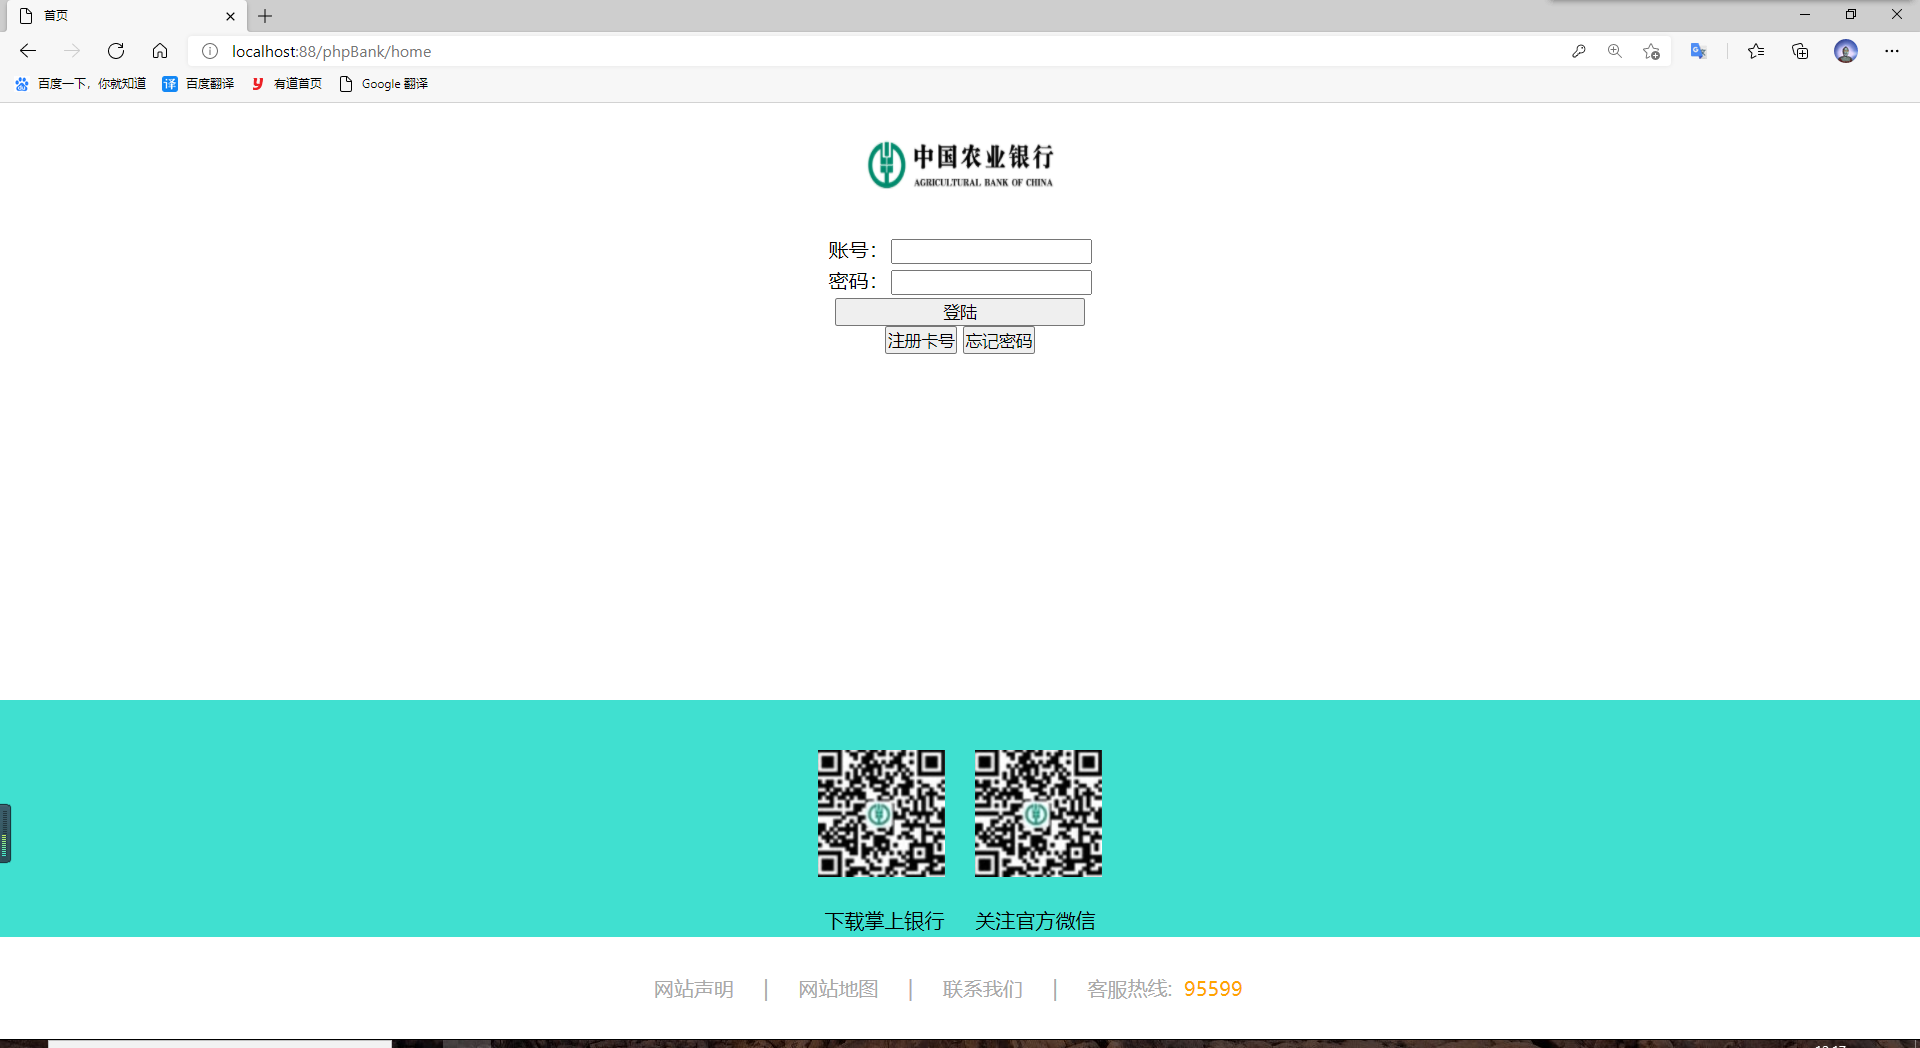 首页
localhost:88/phpBank/home
百度一下，你就知道 译 百度翻译 有道首页 Google 翻译
中国农业银行
AGRICULTURAL BANK OF CHINA
账号：
密码：
登陆
注册卡号 忘记密码
下载掌上银行 关注官方微信
网站声明 | 网站地图 | 联系我们 | 客服热线: 95599